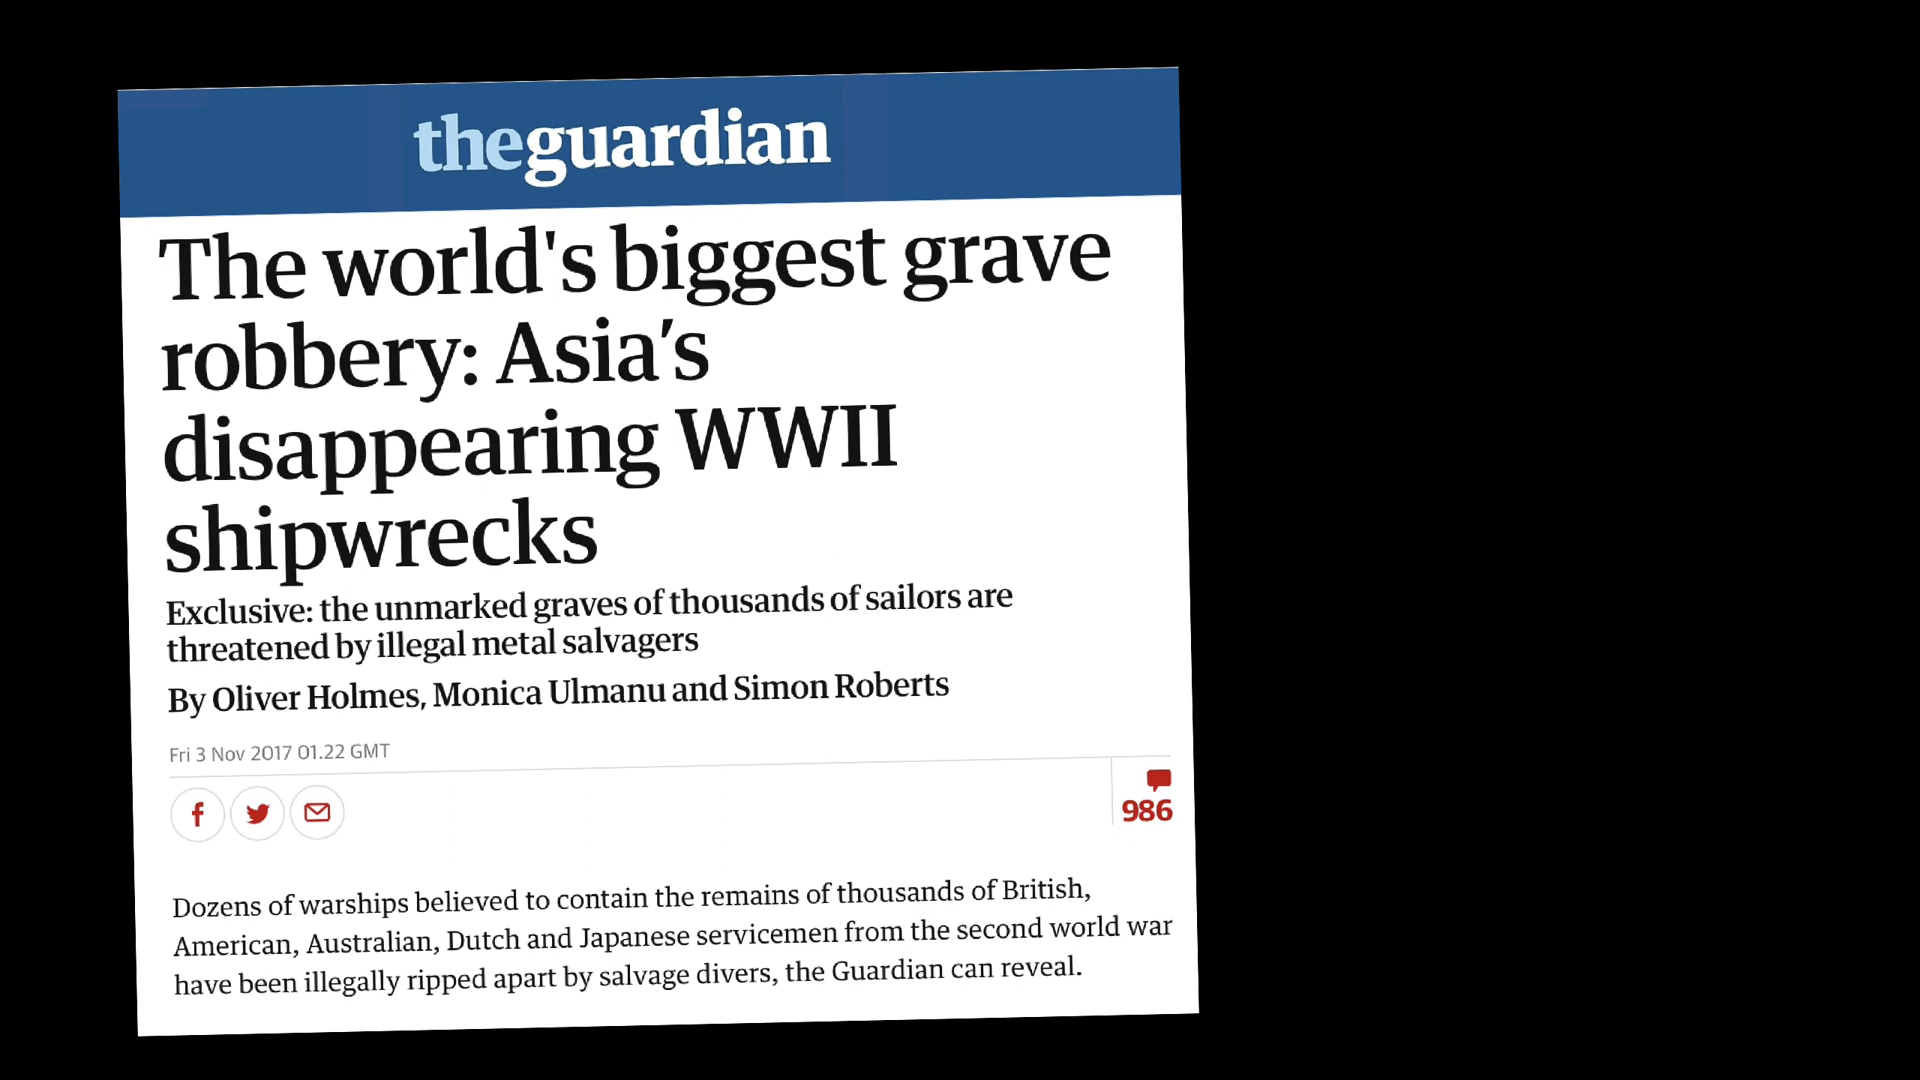 theguardian
The world's biggest grave
robbery: Asia’s
disappearing WWII
shipwrecks
Exclusive: the unmarked graves of thousands of sailors are
threatened by illegal metal salvagers
By Oliver Holmes, Monica Ulmanu and Simon Roberts
Fri 3 Nov 2017 01.22 GMT
986
Dozens of warships believed to contain the remains of thousands of British,
American, Australian, Dutch and Japanese servicemen from the second world war
have been illegally ripped apart by salvage divers, the Guardian can reveal.